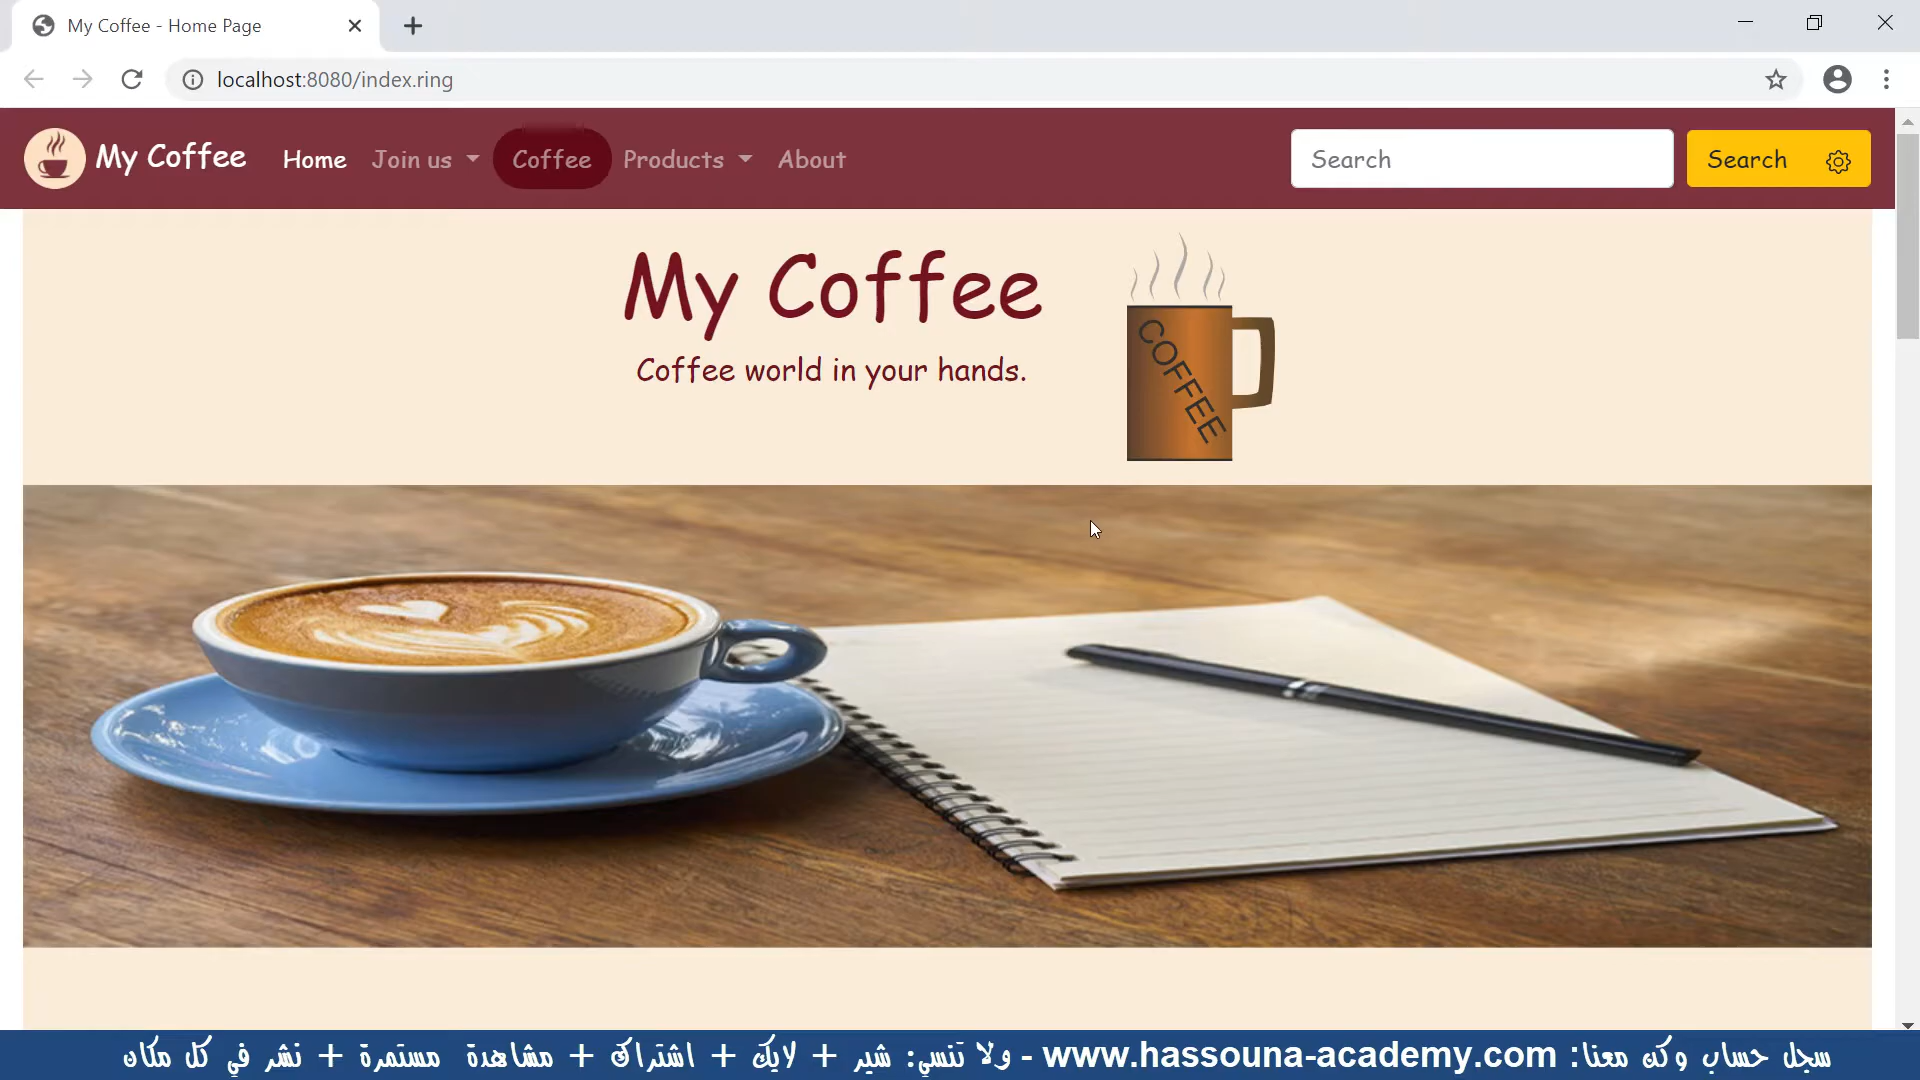 My Coffee - Home Page
localhost:8080/index.ring
My Coffee Home Join us Coffee Products About Search Search
My Coffee
Coffee world in your hands.
COFFEE
سجل حساب وكن معنا: www.hassouna-academy.com - ولا تنسي: شير + لايك + اشتراك + مشاهدة مستمرة + نشر في كل مكان